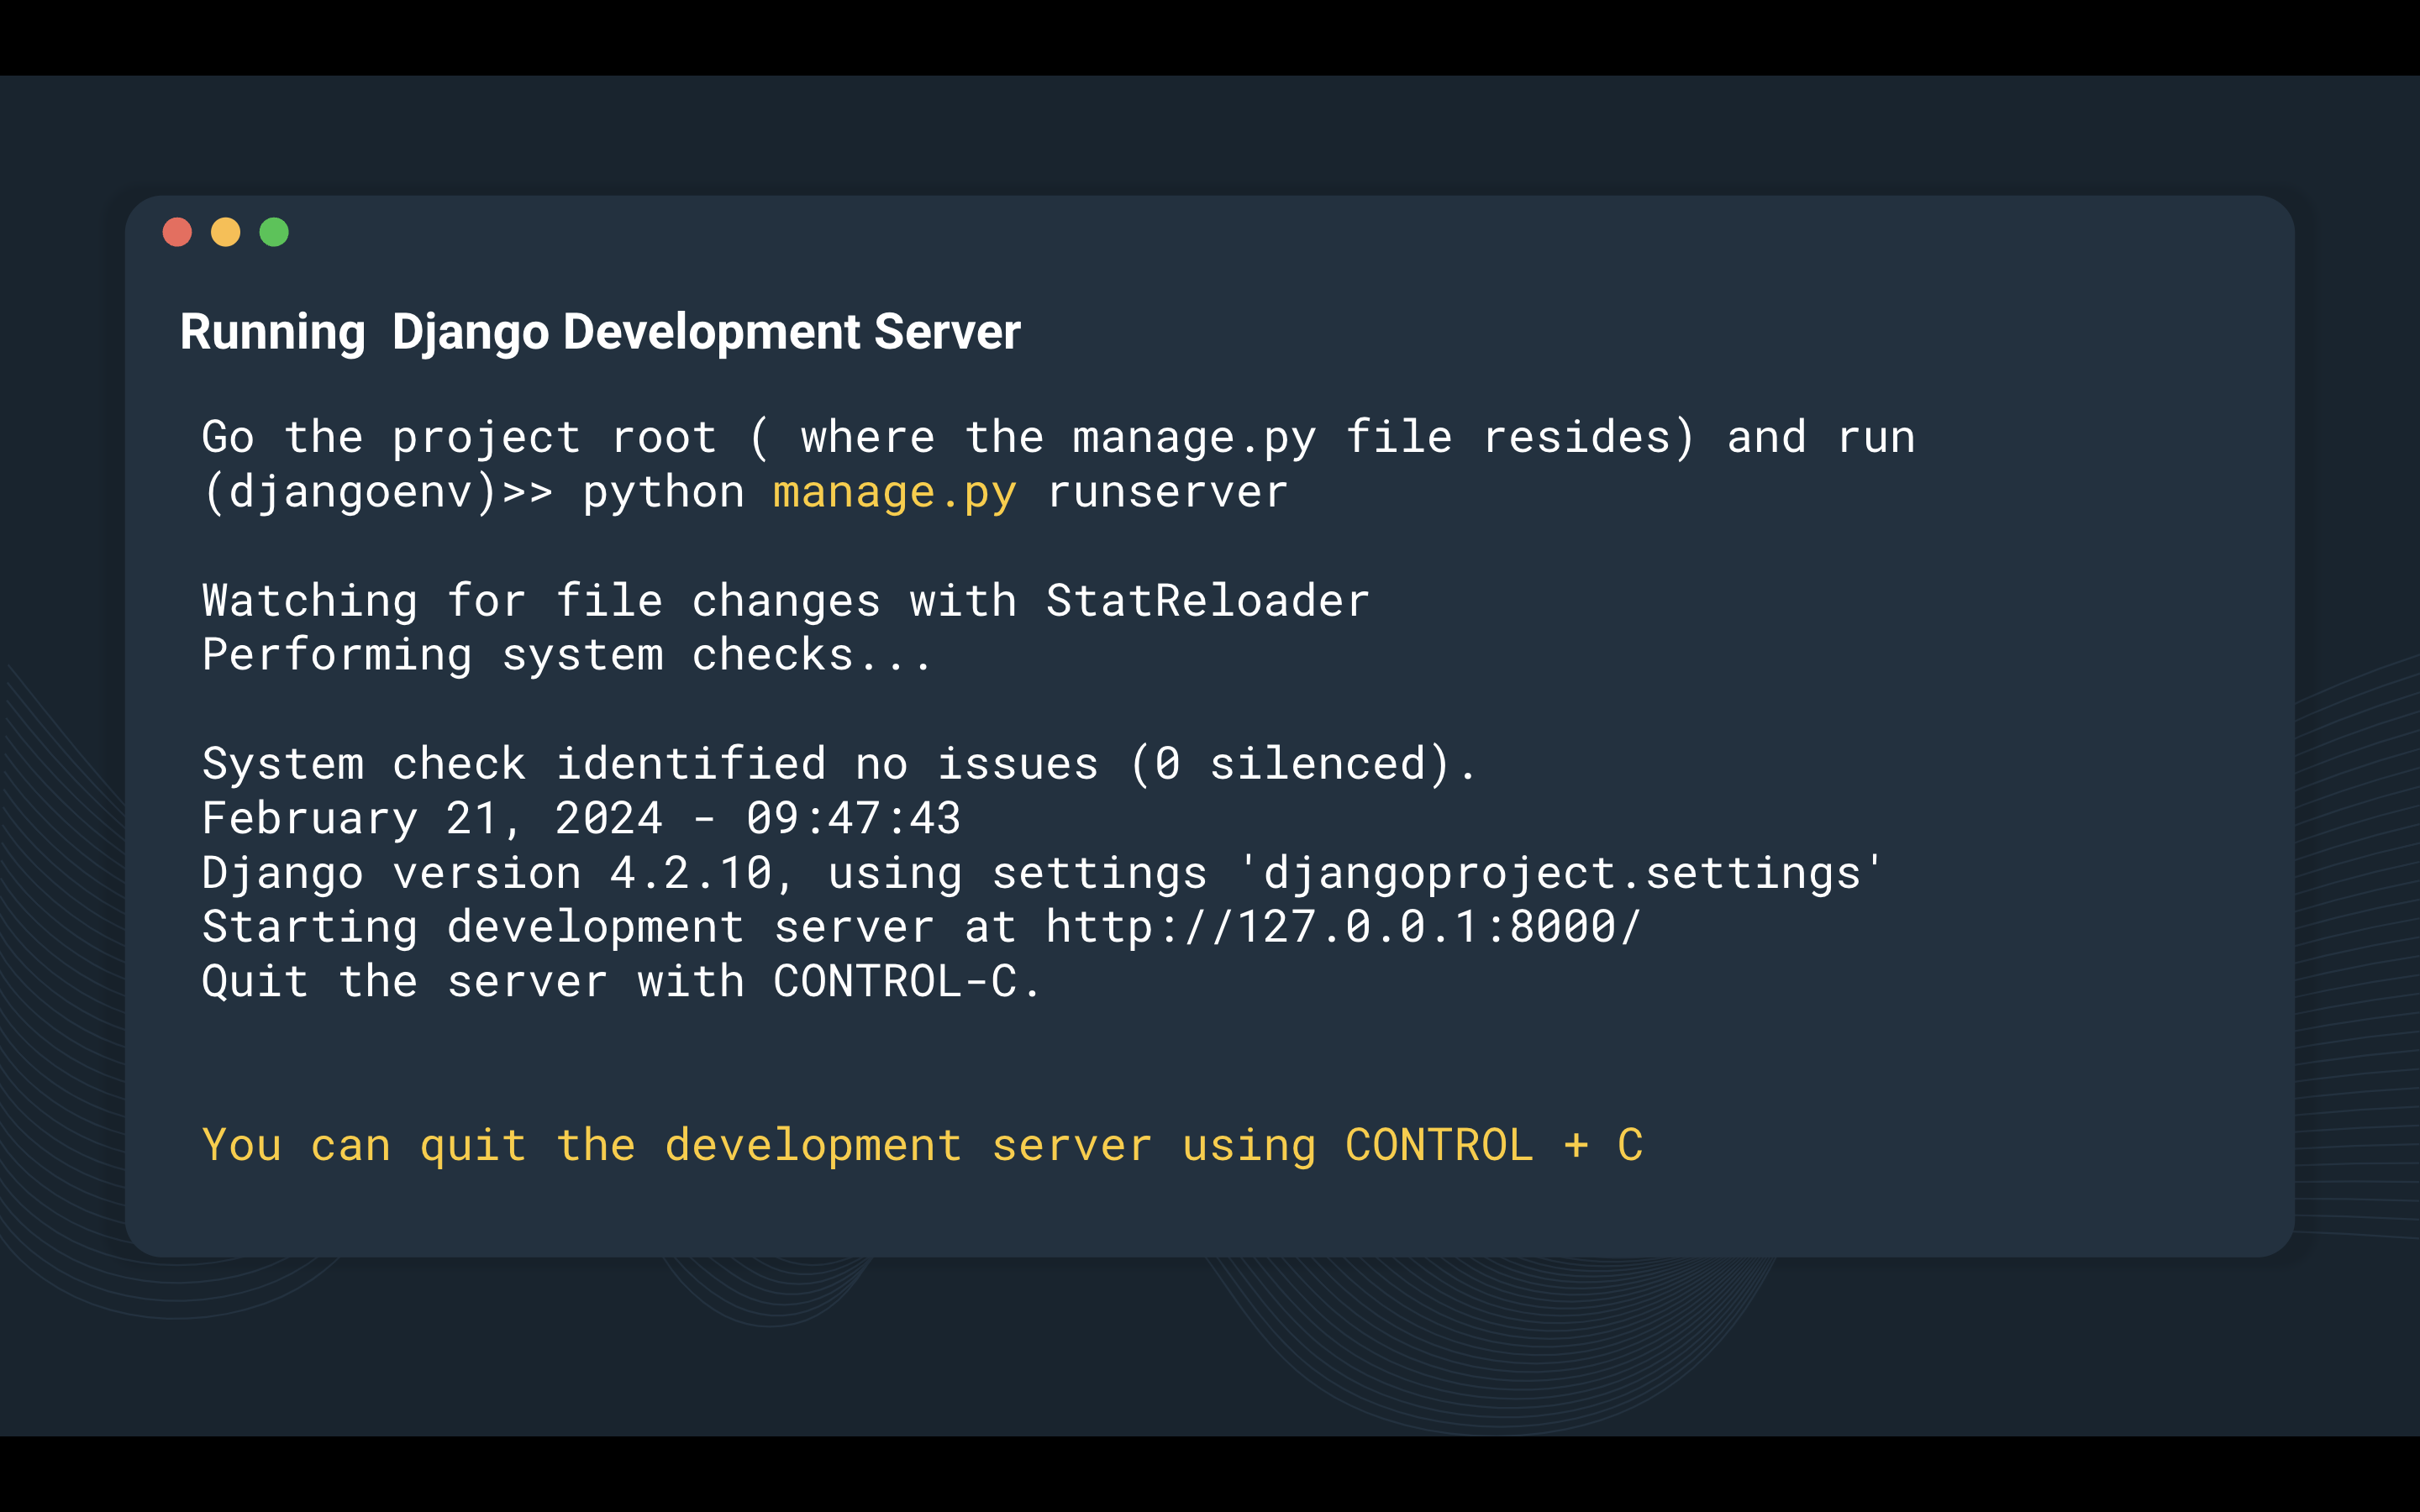 Running  Django Development Server
Go the project root ( where the manage.py file resides) and run
(djangoenv)>> python manage.py runserver
Watching for file changes with StatReloader
Performing system checks...
System check identified no issues (0 silenced).
February 21, 2024 - 09:47:43
Django version 4.2.10, using settings 'djangoproject.settings'
Starting development server at http://127.0.0.1:8000/
Quit the server with CONTROL-C.
You can quit the development server using CONTROL + C